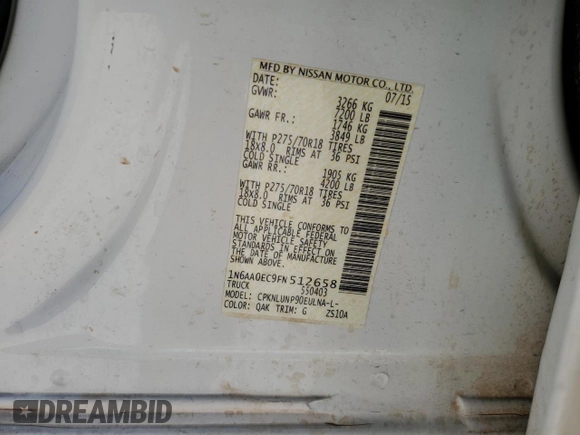 MFD BY NISSAN MOTOR CO., LTD.
DATE: 07/15
GVWR: 3266 KG
7200 LB
GAWR FR.: 1746 KG
3849 LB
WITH P275/70R18 TIRES
18X8.0 RIMS AT 36 PSI
COLD SINGLE
GAWR RR.: 1905 KG
4200 LB
WITH P275/70R18 TIRES
18X8.0 RIMS AT 36 PSI
COLD SINGLE
THIS VEHICLE CONFORMS TO
ALL APPLICABLE FEDERAL
MOTOR VEHICLE SAFETY
STANDARDS IN EFFECT ON
THE DATE OF MANUFACTURE
SHOWN ABOVE.
1N6AA0EC9FN512658
TRUCK 550403
MODEL: CPKNLUNP90EULNA-L-
COLOR: QAK TRIM: G ZS10A
DREAMBID